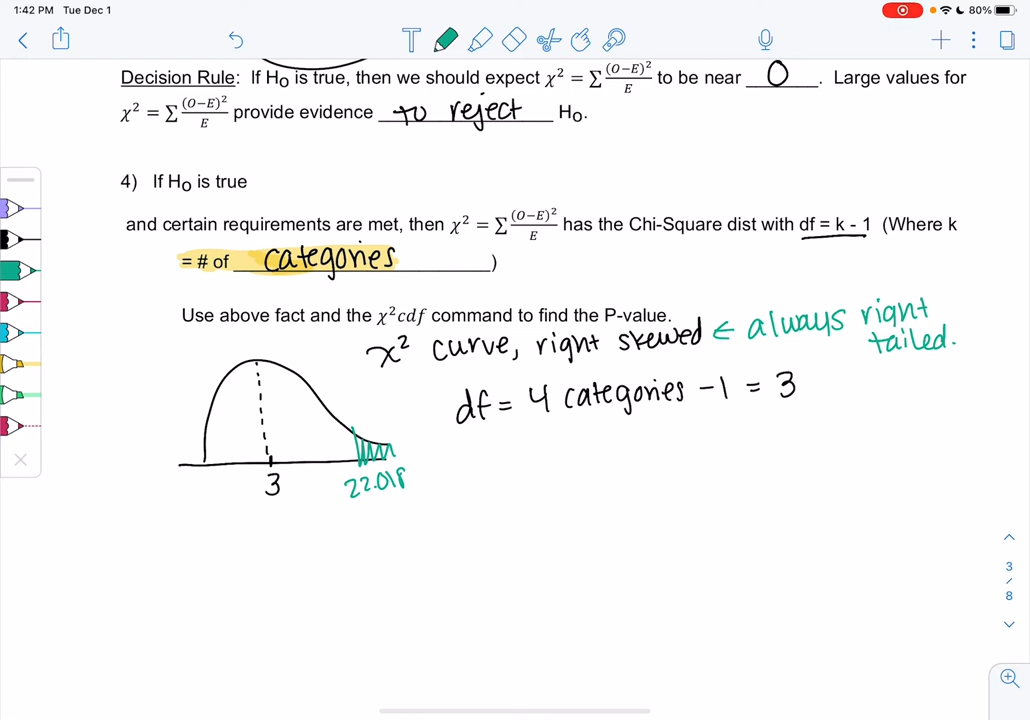 1:42 PM Tue Dec 1
80%
Decision Rule: If H₀ is true, then we should expect χ² = Σ (O−E)²/E to be near 0. Large values for
χ² = Σ (O−E)²/E provide evidence to reject H₀.
4) If H₀ is true
and certain requirements are met, then χ² = Σ (O−E)²/E has the Chi-Square dist with df = k - 1 (Where k
= # of categories)
Use above fact and the χ²cdf command to find the P-value.
x² curve, right skewed ← always right
tailed.
df = 4 categories -1 = 3
3
22.018
3
/
8